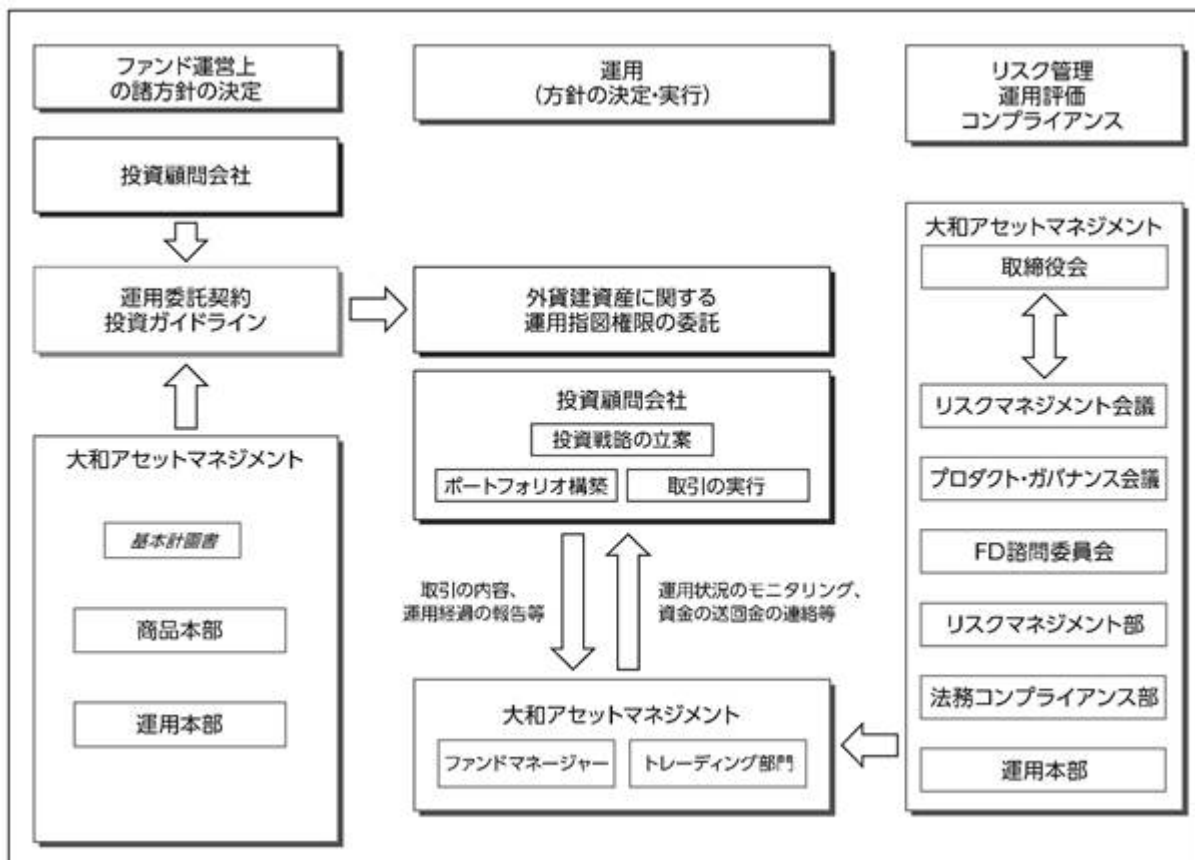 ファンド運営上
の諸方針の決定
投資顧問会社
運用委託契約
投資ガイドライン
大和アセットマネジメント
基本計画書
商品本部
運用本部
運用
(方針の決定・実行)
外貨建資産に関する
運用指図権限の委託
投資顧問会社
投資戦略の立案
ポートフォリオ構築
取引の実行
取引の内容、
運用経過の報告等
運用状況のモニタリング、
資金の送回金の連絡等
大和アセットマネジメント
ファンドマネージャー
トレーディング部門
リスク管理
運用評価
コンプライアンス
大和アセットマネジメント
取締役会
リスクマネジメント会議
プロダクト・ガバナンス会議
FD諮問委員会
リスクマネジメント部
法務コンプライアンス部
運用本部